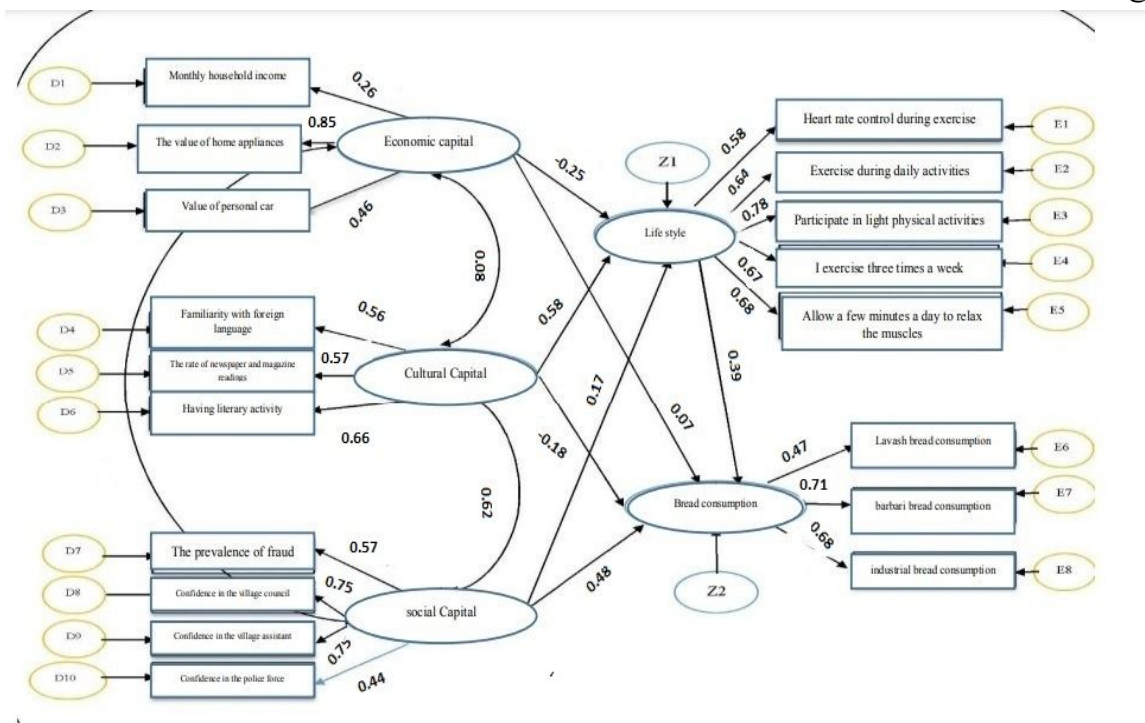 D1
Monthly household income
0.26
D2
The value of home appliances
0.85
Economic capital
D3
Value of personal car
0.46
-0.25
Z1
0.58
Heart rate control during exercise
E1
0.64
Exercise during daily activities
E2
0.78
Participate in light physical activities
E3
Life style
0.67
I exercise three times a week
E4
0.68
Allow a few minutes a day to relax
the muscles
E5
0.08
D4
Familiarity with foreign
language
0.56
D5
The rate of newspaper and magazine
readings
0.57
Cultural Capital
D6
Having literary activity
0.66
0.58
0.17
0.39
0.07
-0.18
0.62
0.47
Lavash bread consumption
E6
Bread consumption
0.71
barbari bread consumption
E7
0.68
industrial bread consumption
E8
Z2
D7
The prevalence of fraud
0.57
D8
Confidence in the village council
0.75
social Capital
0.48
D9
Confidence in the village assistant
0.75
D10
Confidence in the police force
0.44